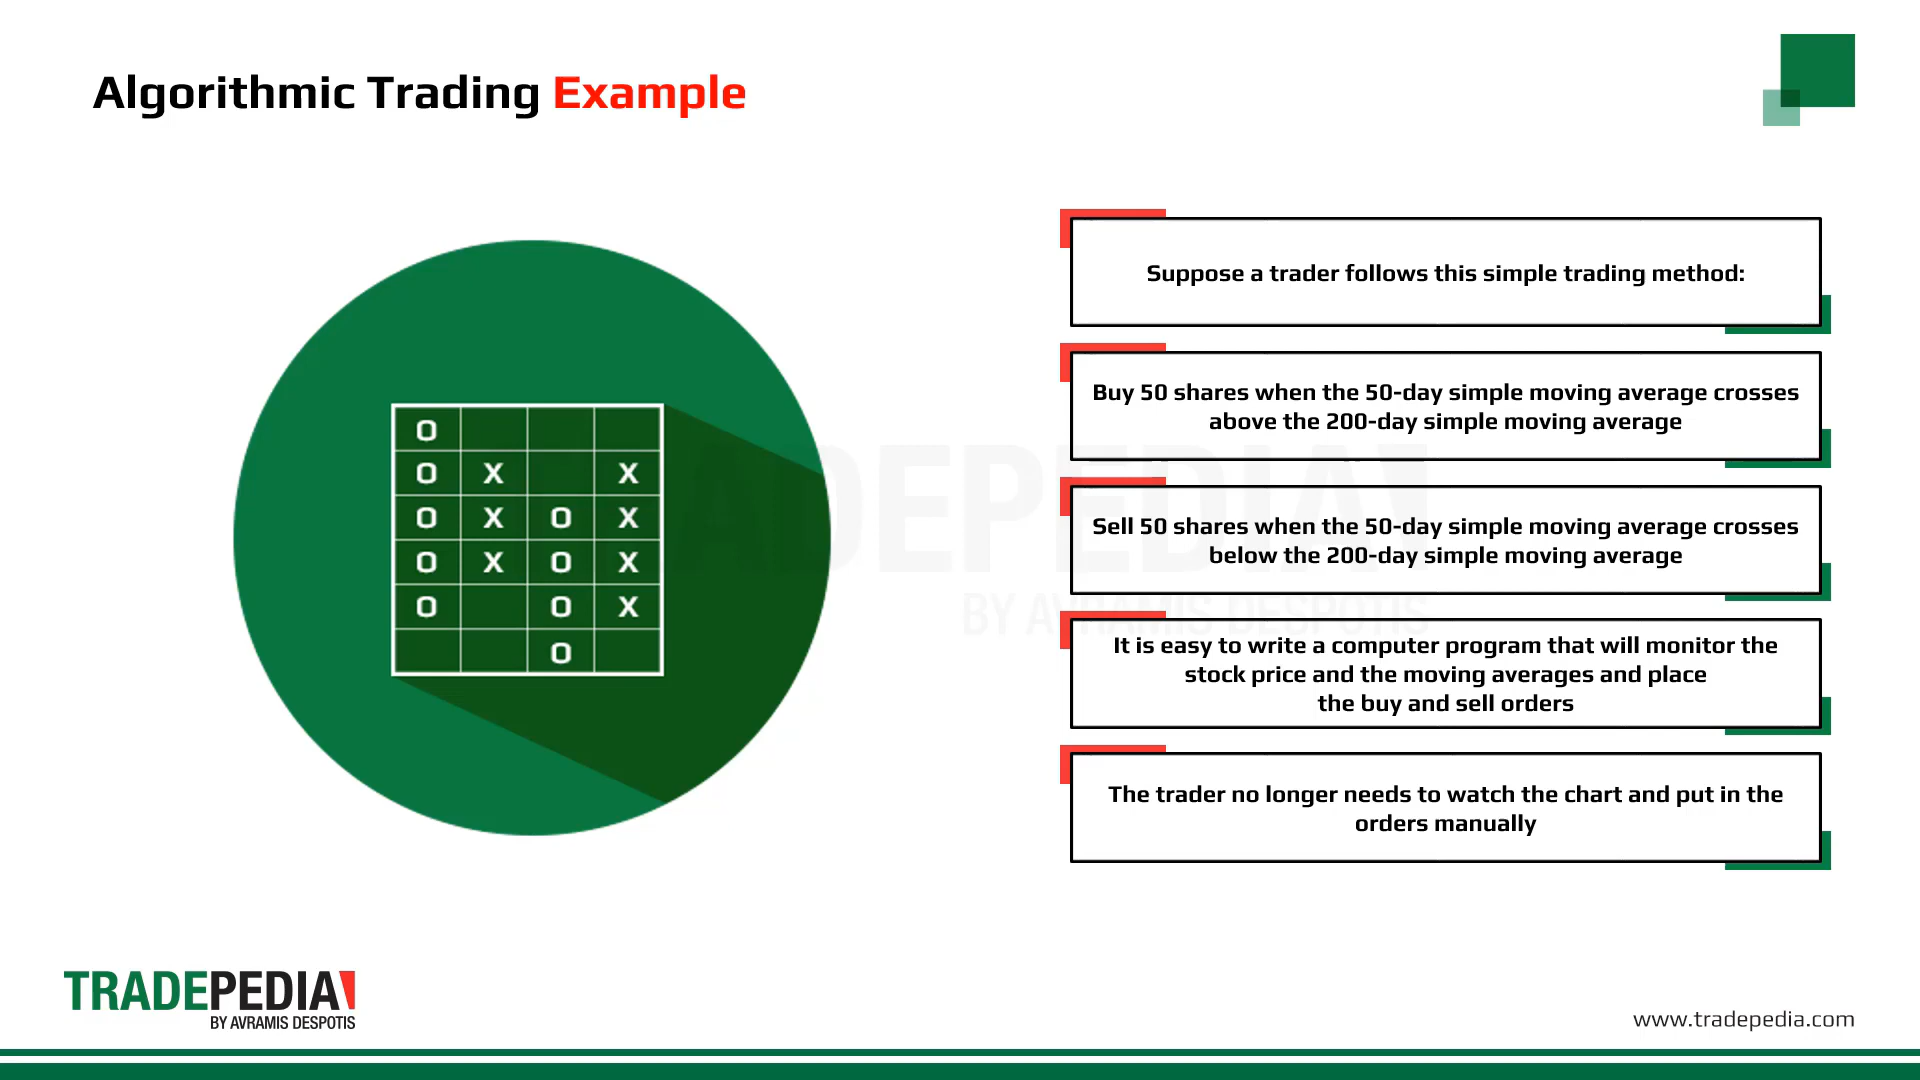 Algorithmic Trading Example
O
O X X
O X O X
O X O X
O O X
O
Suppose a trader follows this simple trading method:
Buy 50 shares when the 50-day simple moving average crosses
above the 200-day simple moving average
Sell 50 shares when the 50-day simple moving average crosses
below the 200-day simple moving average
It is easy to write a computer program that will monitor the
stock price and the moving averages and place
the buy and sell orders
The trader no longer needs to watch the chart and put in the
orders manually
TRADEPEDIA
BY AVRAMIS DESPOTIS
TRADEPEDIA
BY AVRAMIS DESPOTIS
www.tradepedia.com